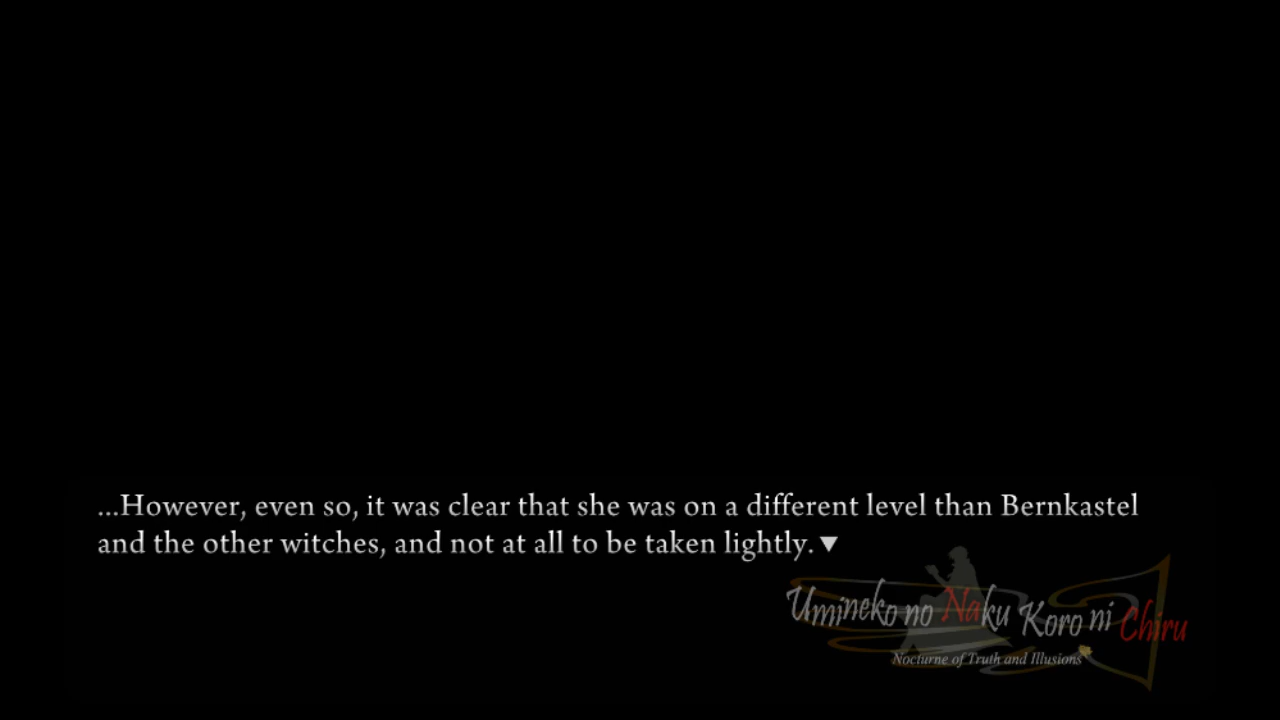 ...However, even so, it was clear that she was on a different level than Bernkastel
and the other witches, and not at all to be taken lightly.▼
Umineko no Naku Koro ni Chiru
Nocturne of Truth and Illusions